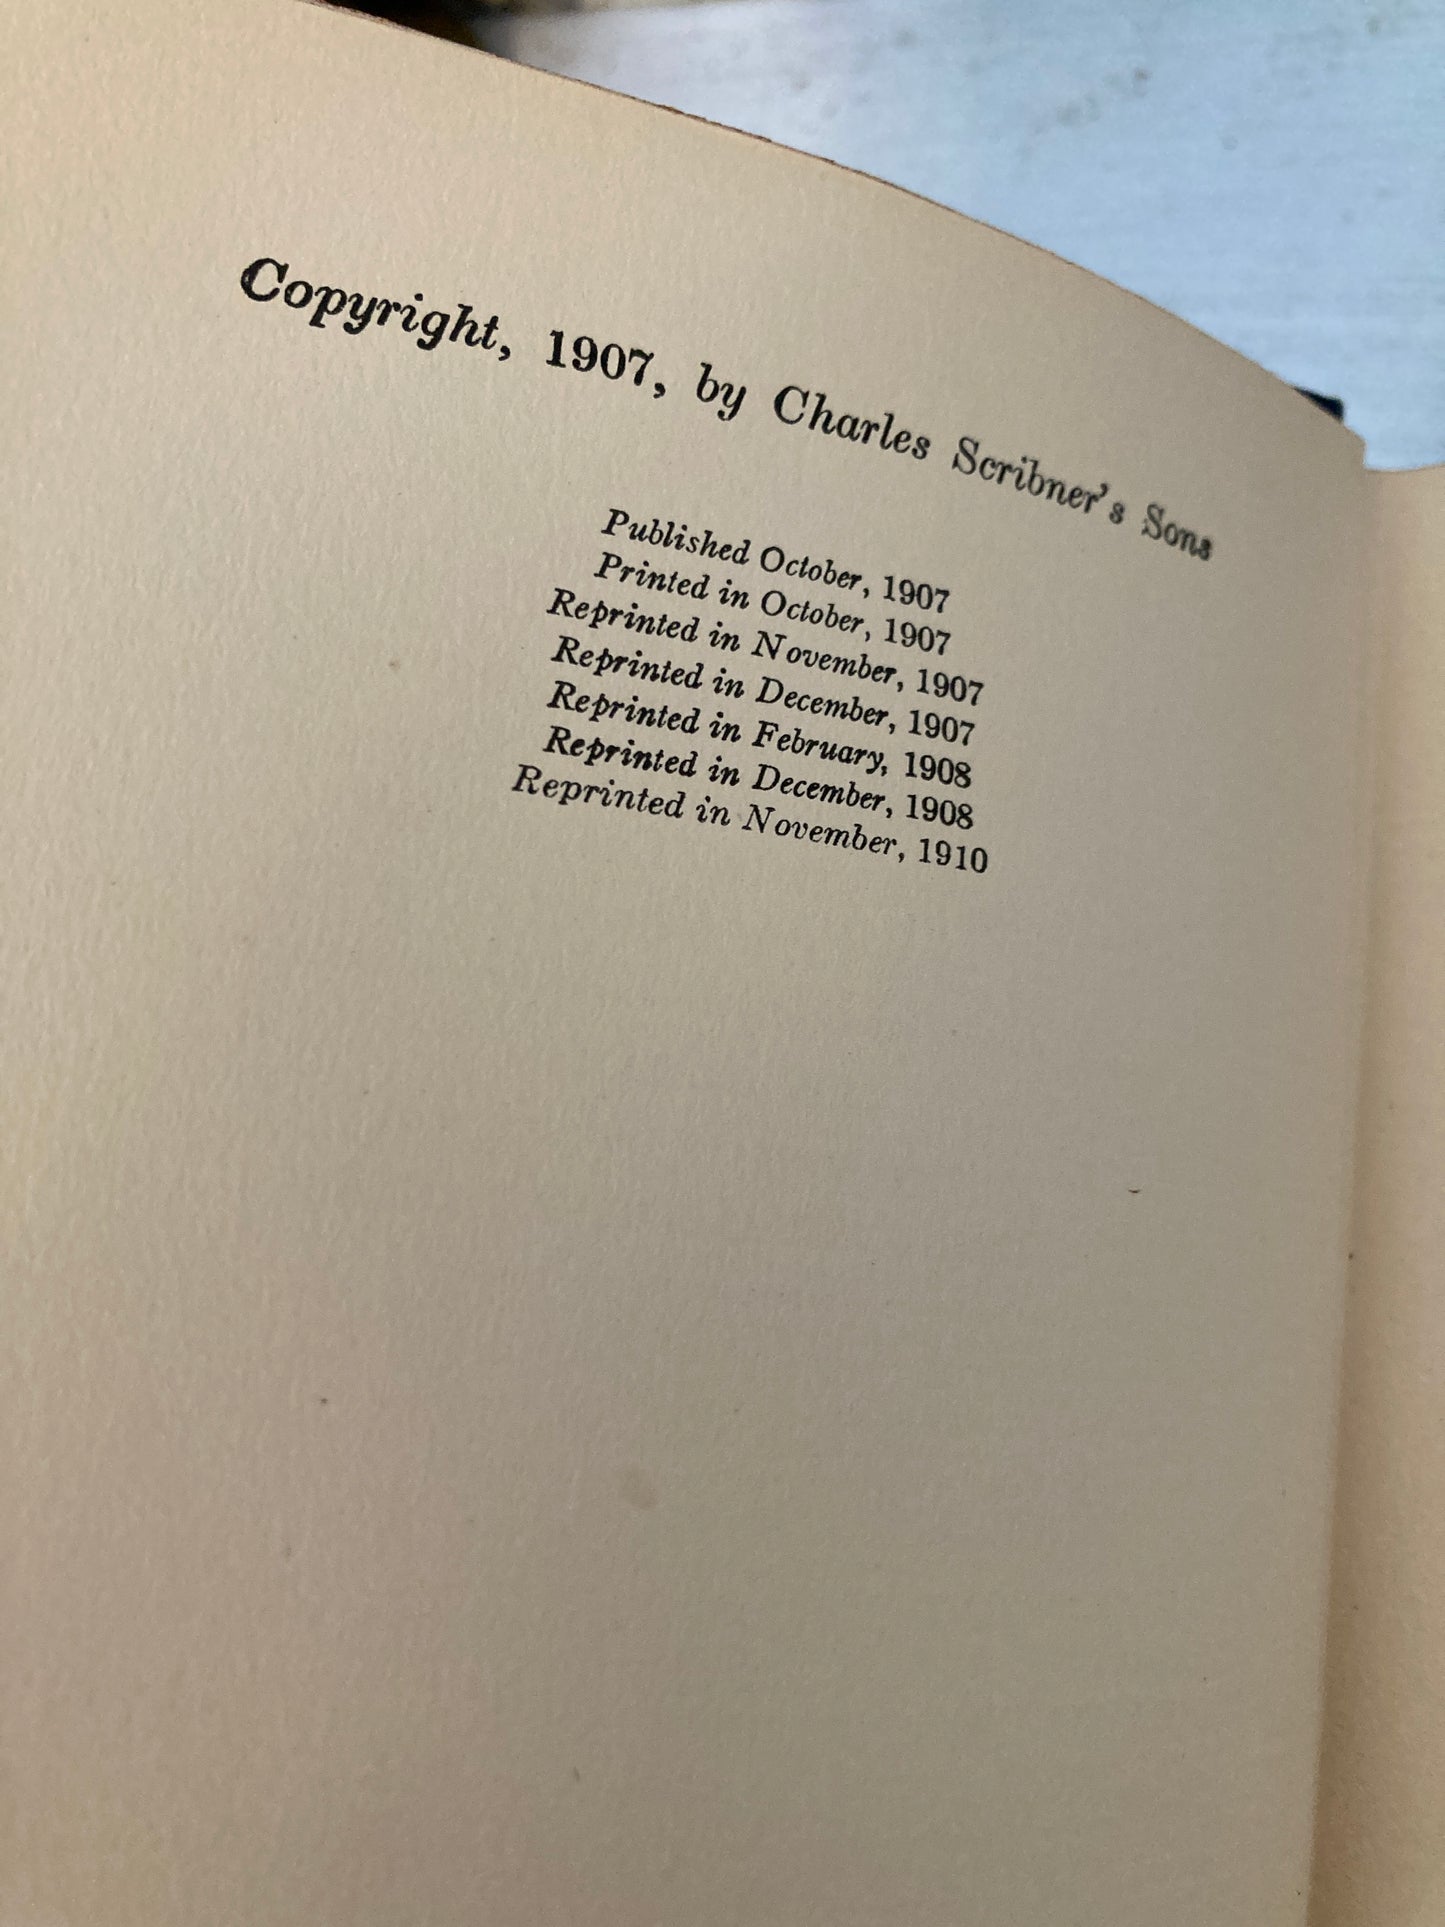 Copyright, 1907, by Charles Scribner's Sons
Published October, 1907
Printed in October, 1907
Reprinted in November, 1907
Reprinted in December, 1907
Reprinted in February, 1908
Reprinted in December, 1908
Reprinted in November, 1910